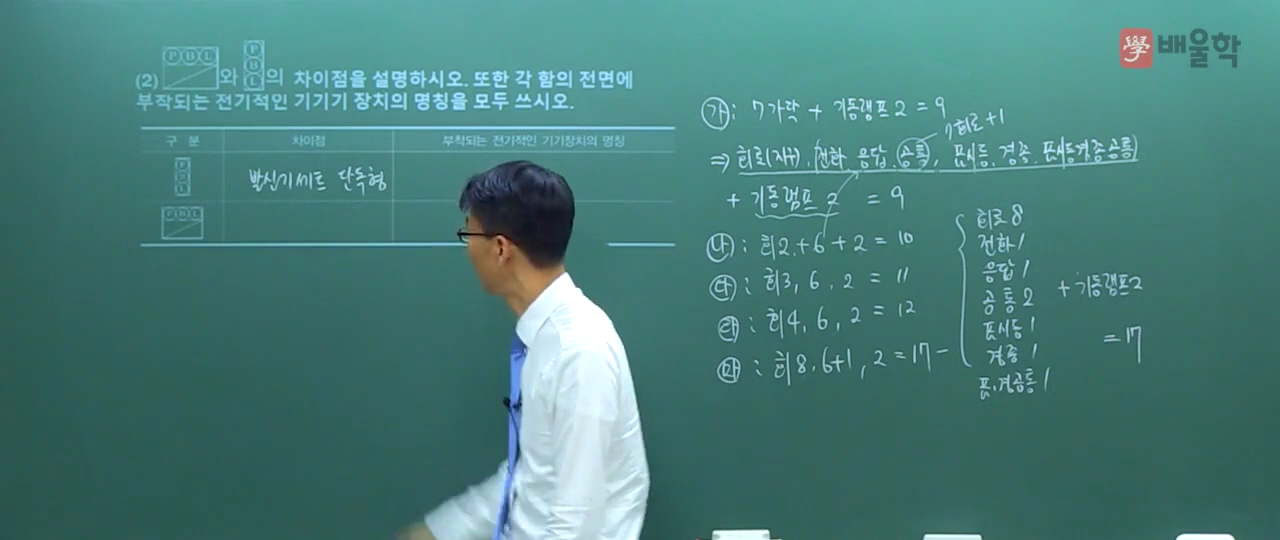 學 배울학
(2) P B L 와 P B L 의 차이점을 설명하시오. 또한 각 함의 전면에
부착되는 전기적인 기기기 장치의 명칭을 모두 쓰시오.
구 분 차이점 부착되는 전기적인 기기장치의 명칭
P B L 발신기세트 단독형
P B L
가 : 7가닥 + 기동램프 2 = 9
7회로 +1
⇒ 회로(지구), 전화, 응답, 공통, 표시등, 경종, 표시등경종공통
+ 기동램프 2 = 9
나 : 회2, +6 + 2 = 10
다 : 회3, 6, 2 = 11
라 : 회4, 6, 2 = 12
마 : 회8, 6+1, 2 = 17 -
회로 8
전화 1
응답 1
공통 2 + 기동램프2
표시등 1
경종 1 = 17
표.경공통 1